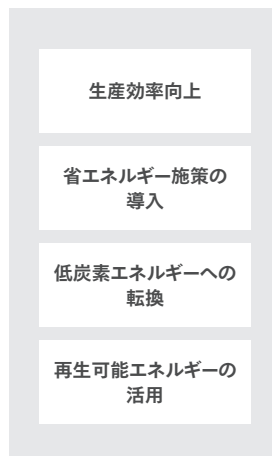 生産効率向上
省エネルギー施策の
導入
低炭素エネルギーへの
転換
再生可能エネルギーの
活用